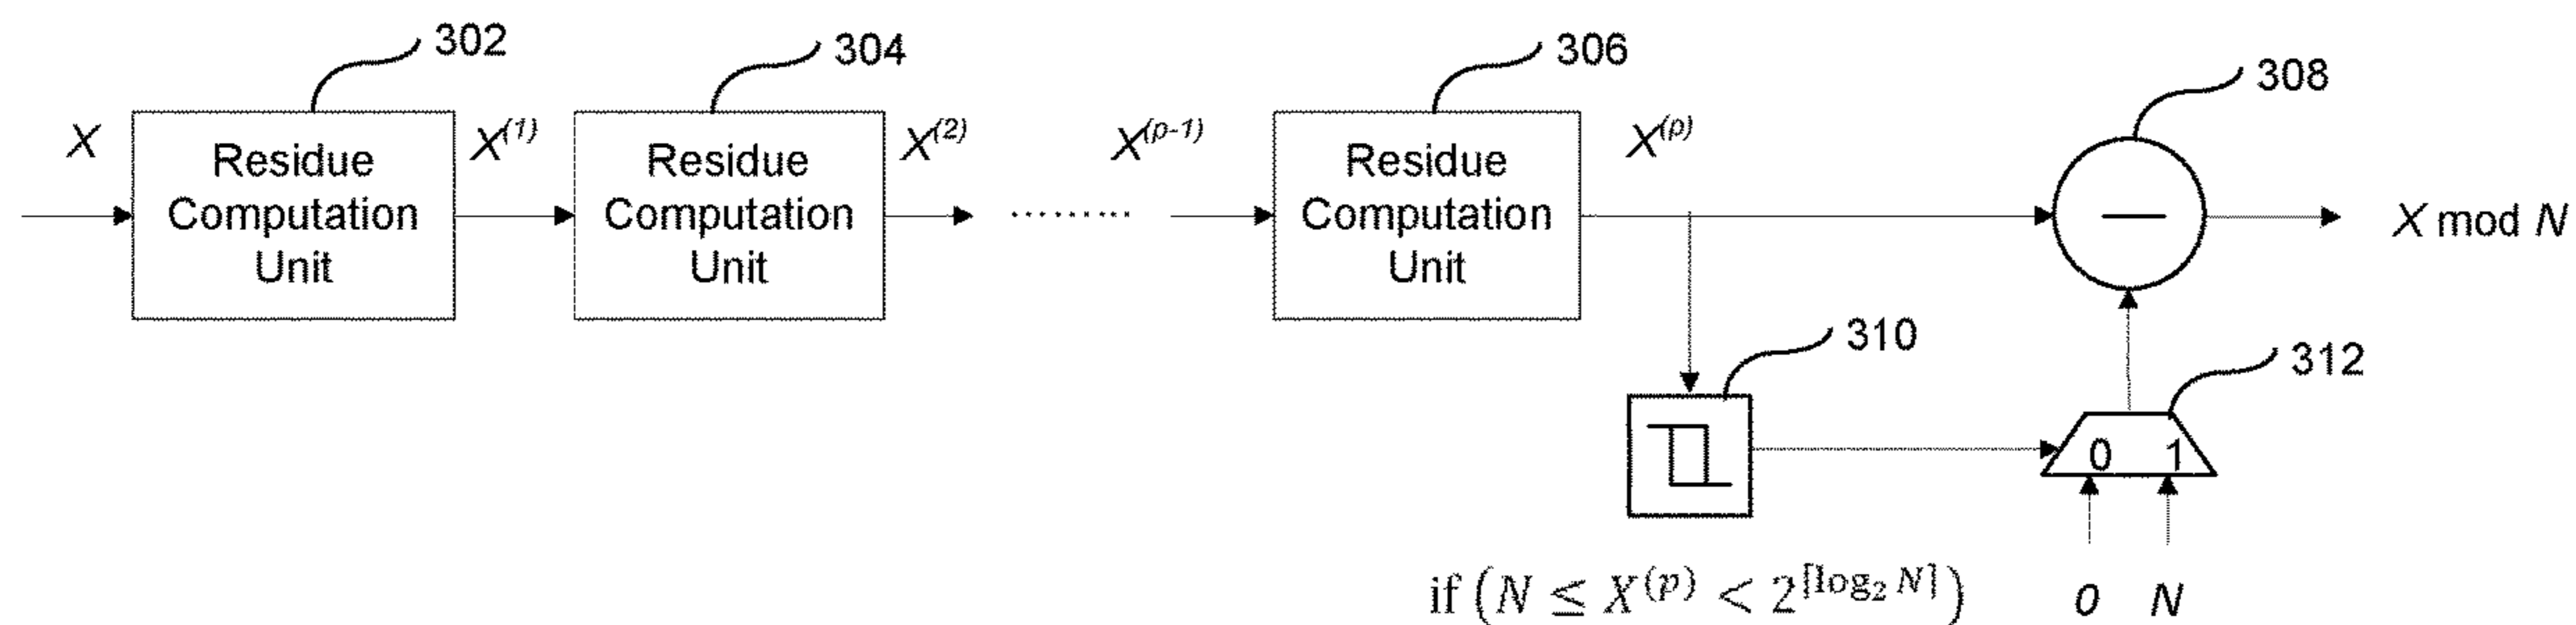 302
304
306
308
X
Residue
Computation
Unit
X^(1)
Residue
Computation
Unit
X^(2)
........
X^(p-1)
Residue
Computation
Unit
X^(p)
—
X mod N
310
312
0 1
if (N ≤ X^(p) < 2^⌈log₂ N⌉)
0 N